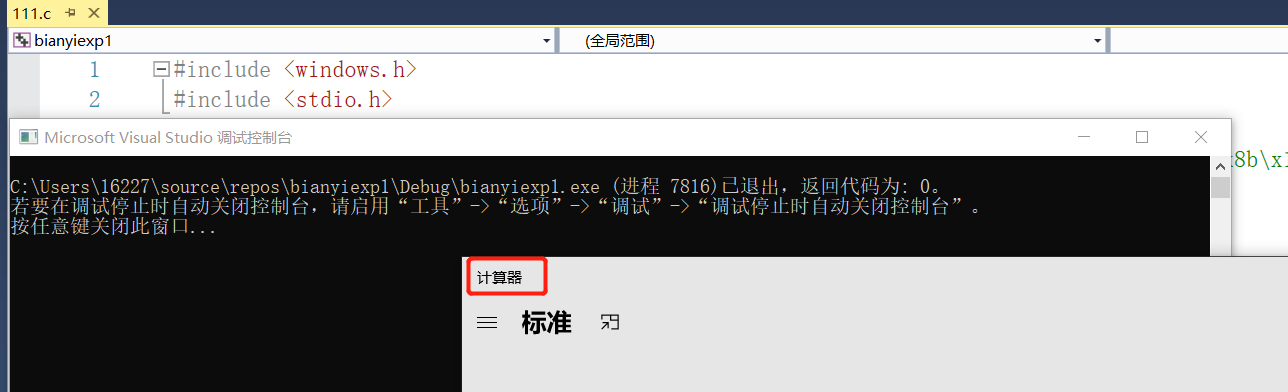 111.c
bianyiexp1
(全局范围)
1 #include <windows.h>
2 #include <stdio.h>
Microsoft Visual Studio 调试控制台
x8b\x1
C:\Users\16227\source\repos\bianyiexp1\Debug\bianyiexp1.exe (进程 7816)已退出，返回代码为: 0。
若要在调试停止时自动关闭控制台，请启用“工具”->“选项”->“调试”->“调试停止时自动关闭控制台”。
按任意键关闭此窗口...
计算器
标准